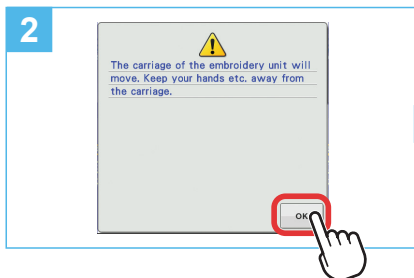 2
The carriage of the embroidery unit will
move. Keep your hands etc. away from
the carriage.
OK